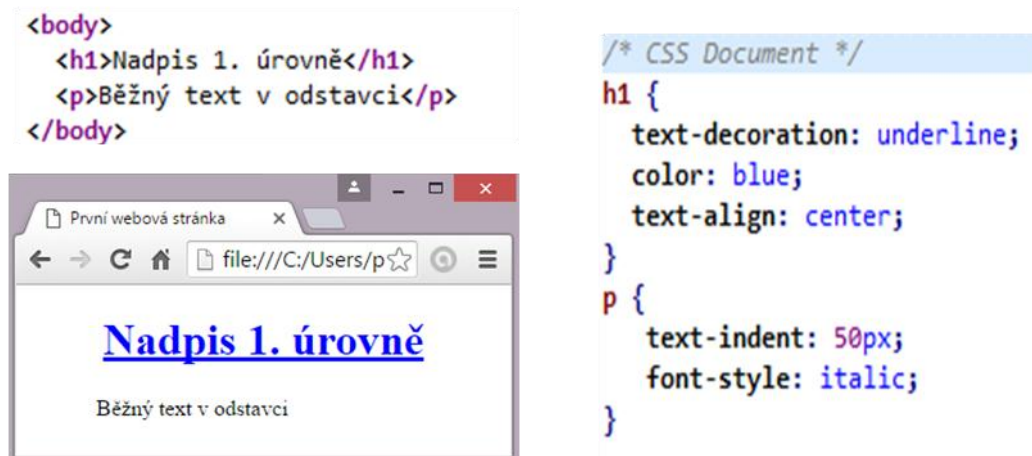 <body>
<h1>Nadpis 1. úrovně</h1>
<p>Běžný text v odstavci</p>
</body>
První webová stránka
file:///C:/Users/p
Nadpis 1. úrovně
Běžný text v odstavci
/* CSS Document */
h1 {
text-decoration: underline;
color: blue;
text-align: center;
}
p {
text-indent: 50px;
font-style: italic;
}